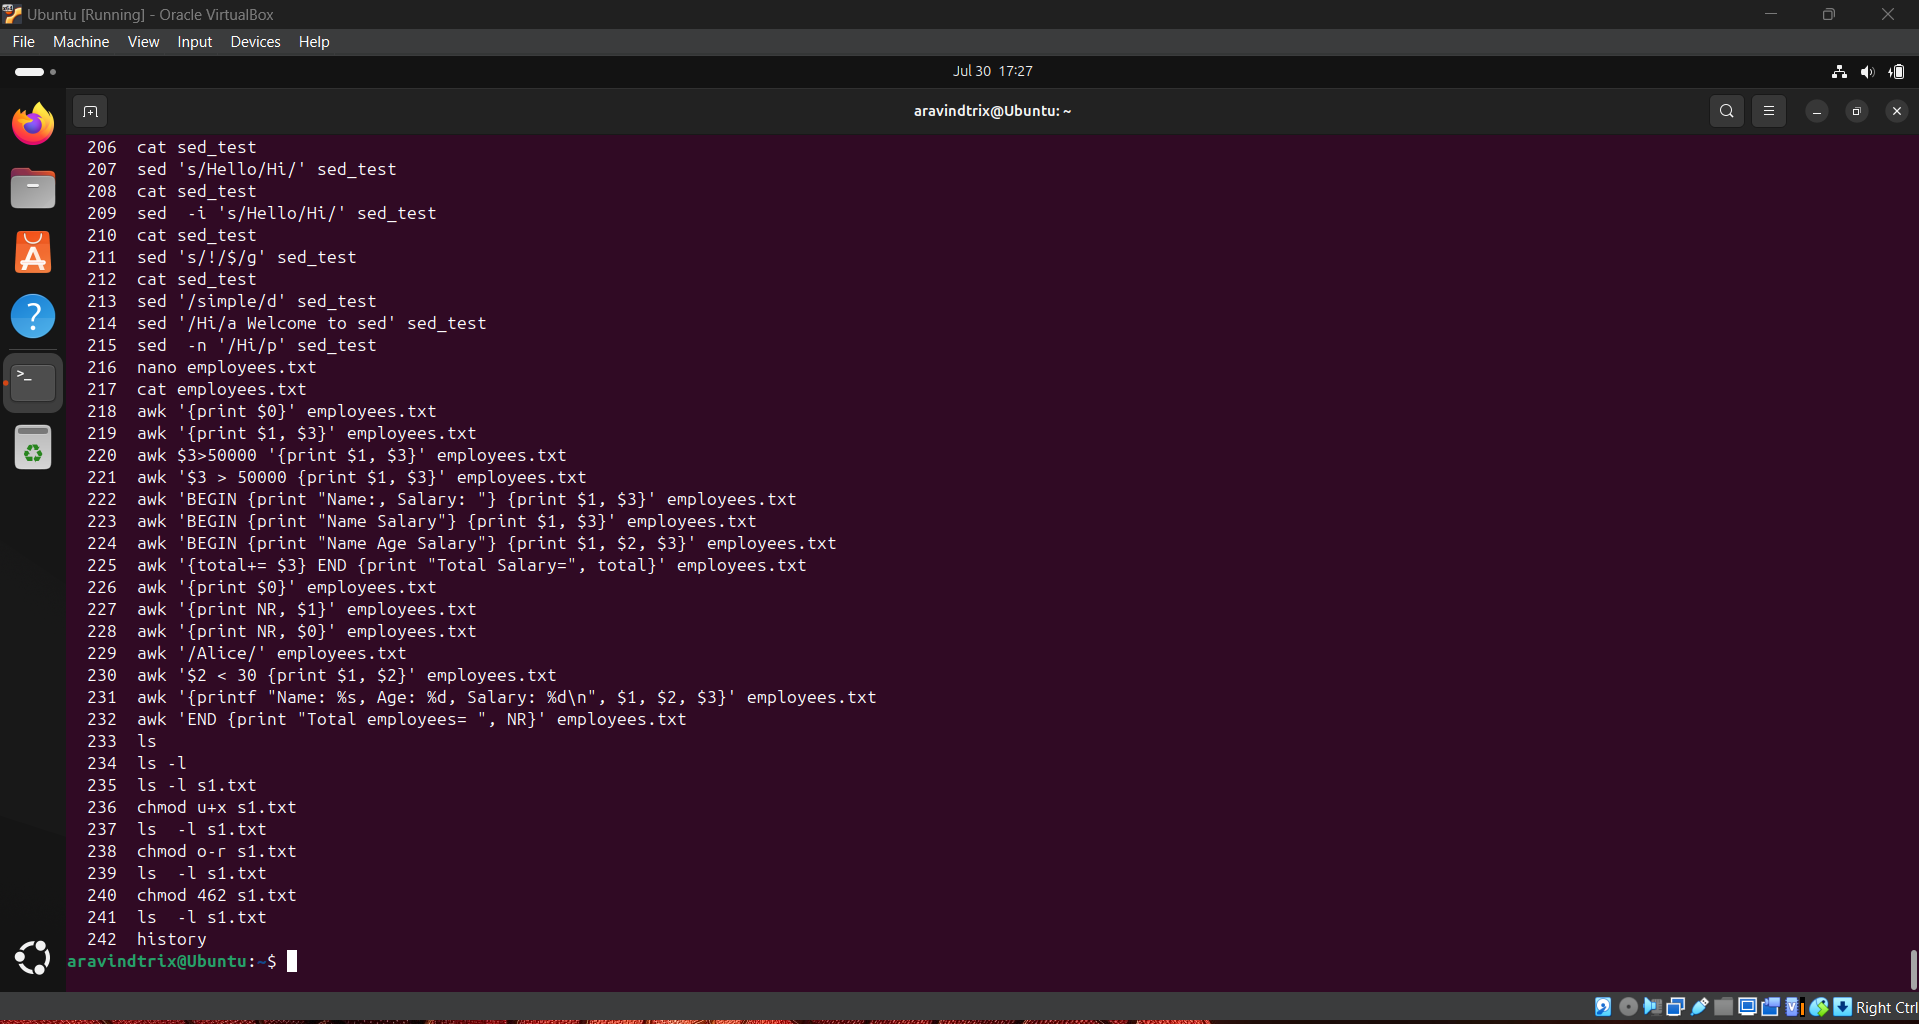 Ubuntu [Running] - Oracle VirtualBox
File Machine View Input Devices Help
Jul 30 17:27
aravindtrix@Ubuntu: ~
206 cat sed_test
207 sed 's/Hello/Hi/' sed_test
208 cat sed_test
209 sed  -i 's/Hello/Hi/' sed_test
210 cat sed_test
211 sed 's/!/$/g' sed_test
212 cat sed_test
213 sed '/simple/d' sed_test
214 sed '/Hi/a Welcome to sed' sed_test
215 sed  -n '/Hi/p' sed_test
216 nano employees.txt
217 cat employees.txt
218 awk '{print $0}' employees.txt
219 awk '{print $1, $3}' employees.txt
220 awk $3>50000 '{print $1, $3}' employees.txt
221 awk '$3 > 50000 {print $1, $3}' employees.txt
222 awk 'BEGIN {print "Name:, Salary: "} {print $1, $3}' employees.txt
223 awk 'BEGIN {print "Name Salary"} {print $1, $3}' employees.txt
224 awk 'BEGIN {print "Name Age Salary"} {print $1, $2, $3}' employees.txt
225 awk '{total+= $3} END {print "Total Salary=", total}' employees.txt
226 awk '{print $0}' employees.txt
227 awk '{print NR, $1}' employees.txt
228 awk '{print NR, $0}' employees.txt
229 awk '/Alice/' employees.txt
230 awk '$2 < 30 {print $1, $2}' employees.txt
231 awk '{printf "Name: %s, Age: %d, Salary: %d\n", $1, $2, $3}' employees.txt
232 awk 'END {print "Total employees= ", NR}' employees.txt
233 ls
234 ls -l
235 ls -l s1.txt
236 chmod u+x s1.txt
237 ls  -l s1.txt
238 chmod o-r s1.txt
239 ls  -l s1.txt
240 chmod 462 s1.txt
241 ls  -l s1.txt
242 history
aravindtrix@Ubuntu:~$
Right Ctrl